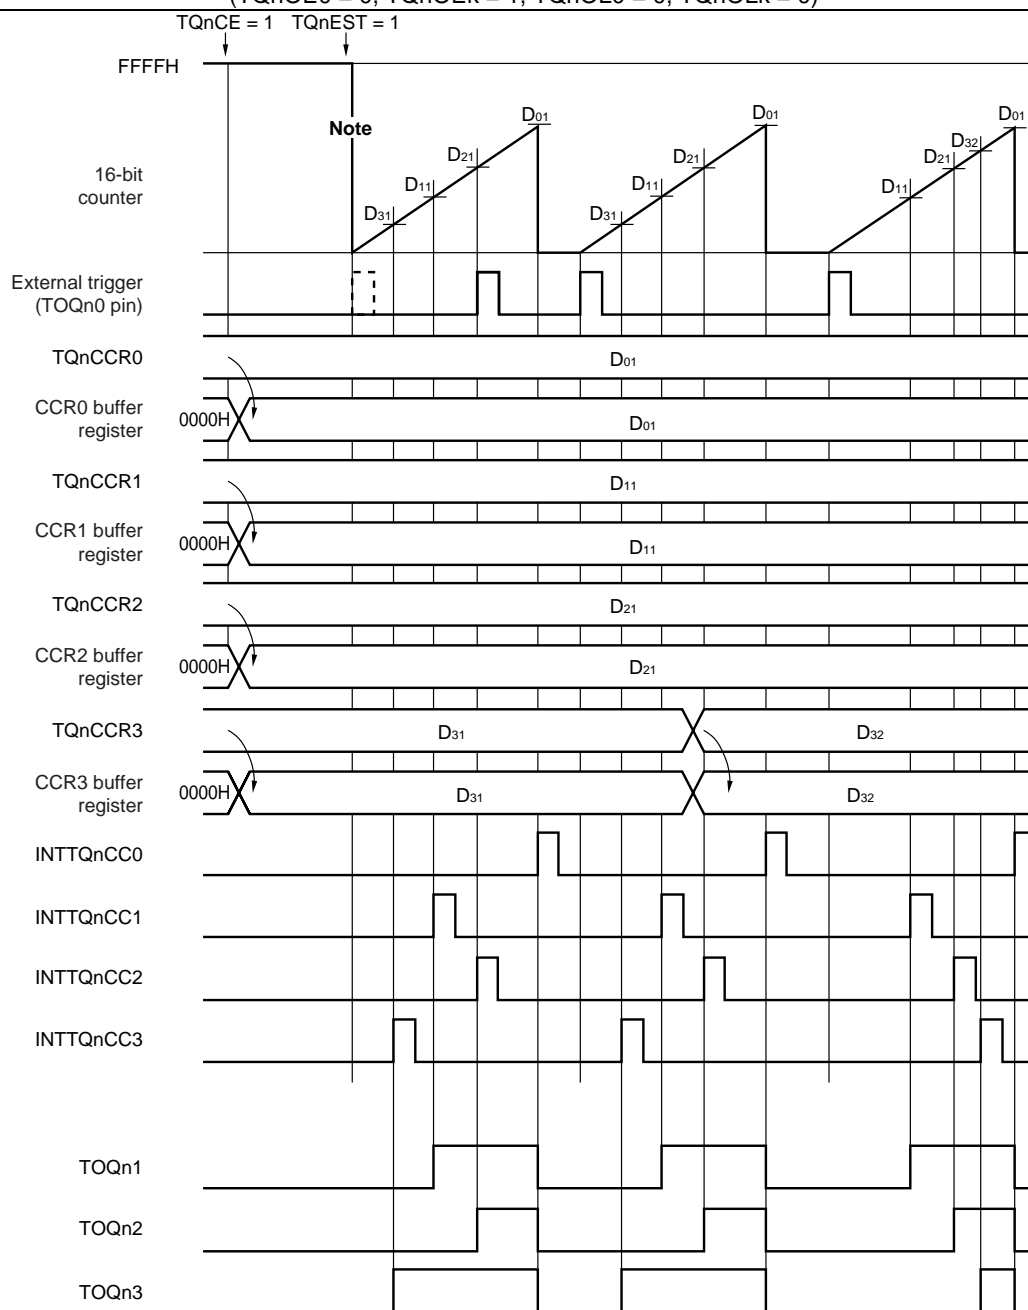 (TQnOE0 = 0, TQnOEk = 1, TQnOL0 = 0, TQnOLk = 0)
TQnCE = 1 TQnEST = 1
FFFFH
Note
16-bit
counter
D31 D11 D21 D01
D31 D11 D21 D01
D11 D21 D32 D01
External trigger
(TOQn0 pin)
TQnCCR0 D01
CCR0 buffer
register
0000H D01
TQnCCR1 D11
CCR1 buffer
register
0000H D11
TQnCCR2 D21
CCR2 buffer
register
0000H D21
TQnCCR3 D31 D32
CCR3 buffer
register
0000H D31 D32
INTTQnCC0
INTTQnCC1
INTTQnCC2
INTTQnCC3
TOQn1
TOQn2
TOQn3